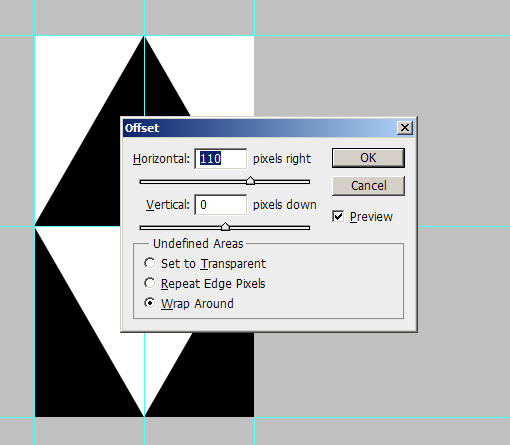 Offset
Horizontal: 110 pixels right
OK
Cancel
Vertical: 0 pixels down
Preview
Undefined Areas
Set to Transparent
Repeat Edge Pixels
Wrap Around